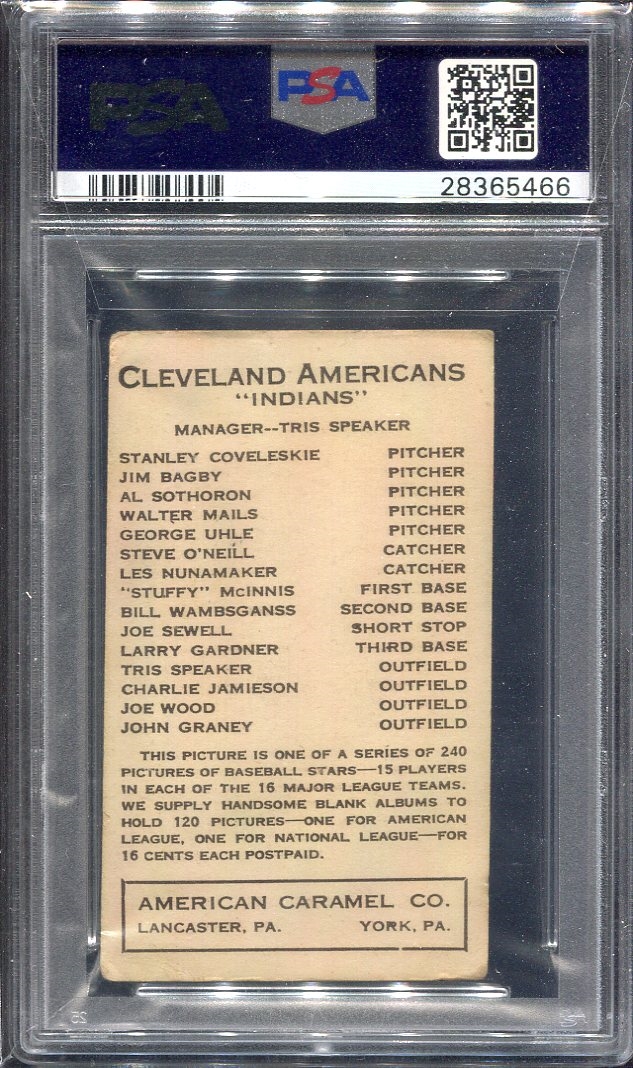 PSA
PSA
28365466
CLEVELAND AMERICANS
"INDIANS"
MANAGER--TRIS SPEAKER
STANLEY COVELESKIE PITCHER
JIM BAGBY PITCHER
AL SOTHORON PITCHER
WALTER MAILS PITCHER
GEORGE UHLE PITCHER
STEVE O'NEILL CATCHER
LES NUNAMAKER CATCHER
"STUFFY" McINNIS FIRST BASE
BILL WAMBSGANSS SECOND BASE
JOE SEWELL SHORT STOP
LARRY GARDNER THIRD BASE
TRIS SPEAKER OUTFIELD
CHARLIE JAMIESON OUTFIELD
JOE WOOD OUTFIELD
JOHN GRANEY OUTFIELD
THIS PICTURE IS ONE OF A SERIES OF 240
PICTURES OF BASEBALL STARS—15 PLAYERS
IN EACH OF THE 16 MAJOR LEAGUE TEAMS.
WE SUPPLY HANDSOME BLANK ALBUMS TO
HOLD 120 PICTURES—ONE FOR AMERICAN
LEAGUE, ONE FOR NATIONAL LEAGUE—FOR
16 CENTS EACH POSTPAID.
AMERICAN CARAMEL CO.
LANCASTER, PA. YORK, PA.